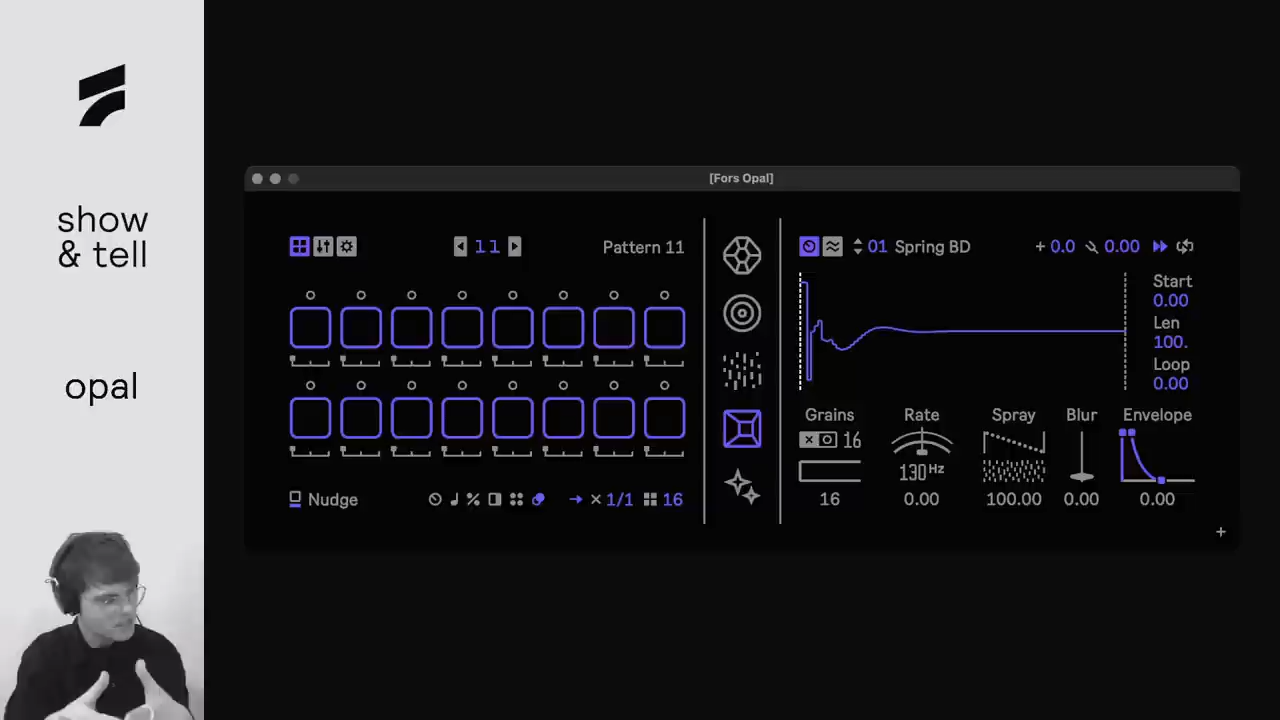 show
& tell
opal
[Fors Opal]
11
Pattern 11
Nudge
× 1/1
16
01 Spring BD
+ 0.0
0.00
Start
0.00
Len
100.
Loop
0.00
Grains
Rate
Spray
Blur
Envelope
16
130 Hz
16
0.00
100.00
0.00
0.00